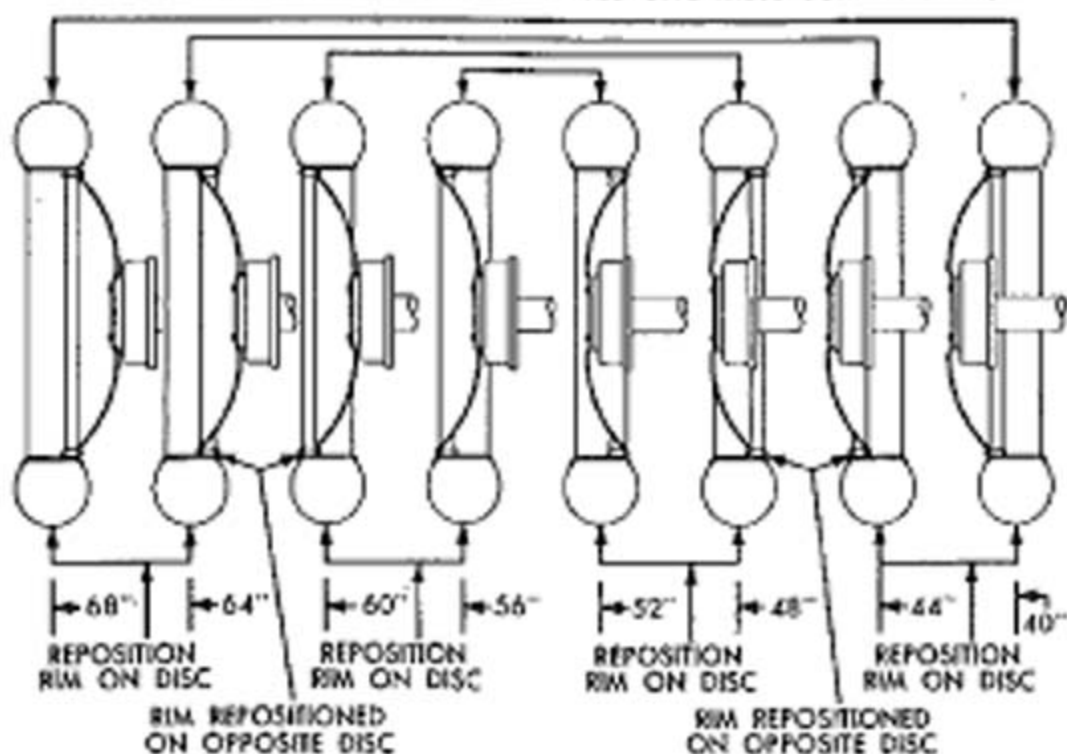 68" 64" 60" 56" 52" 48" 44" 40"
REPOSITION
RIM ON DISC
REPOSITION
RIM ON DISC
REPOSITION
RIM ON DISC
REPOSITION
RIM ON DISC
RIM REPOSITIONED
ON OPPOSITE DISC
RIM REPOSITIONED
ON OPPOSITE DISC